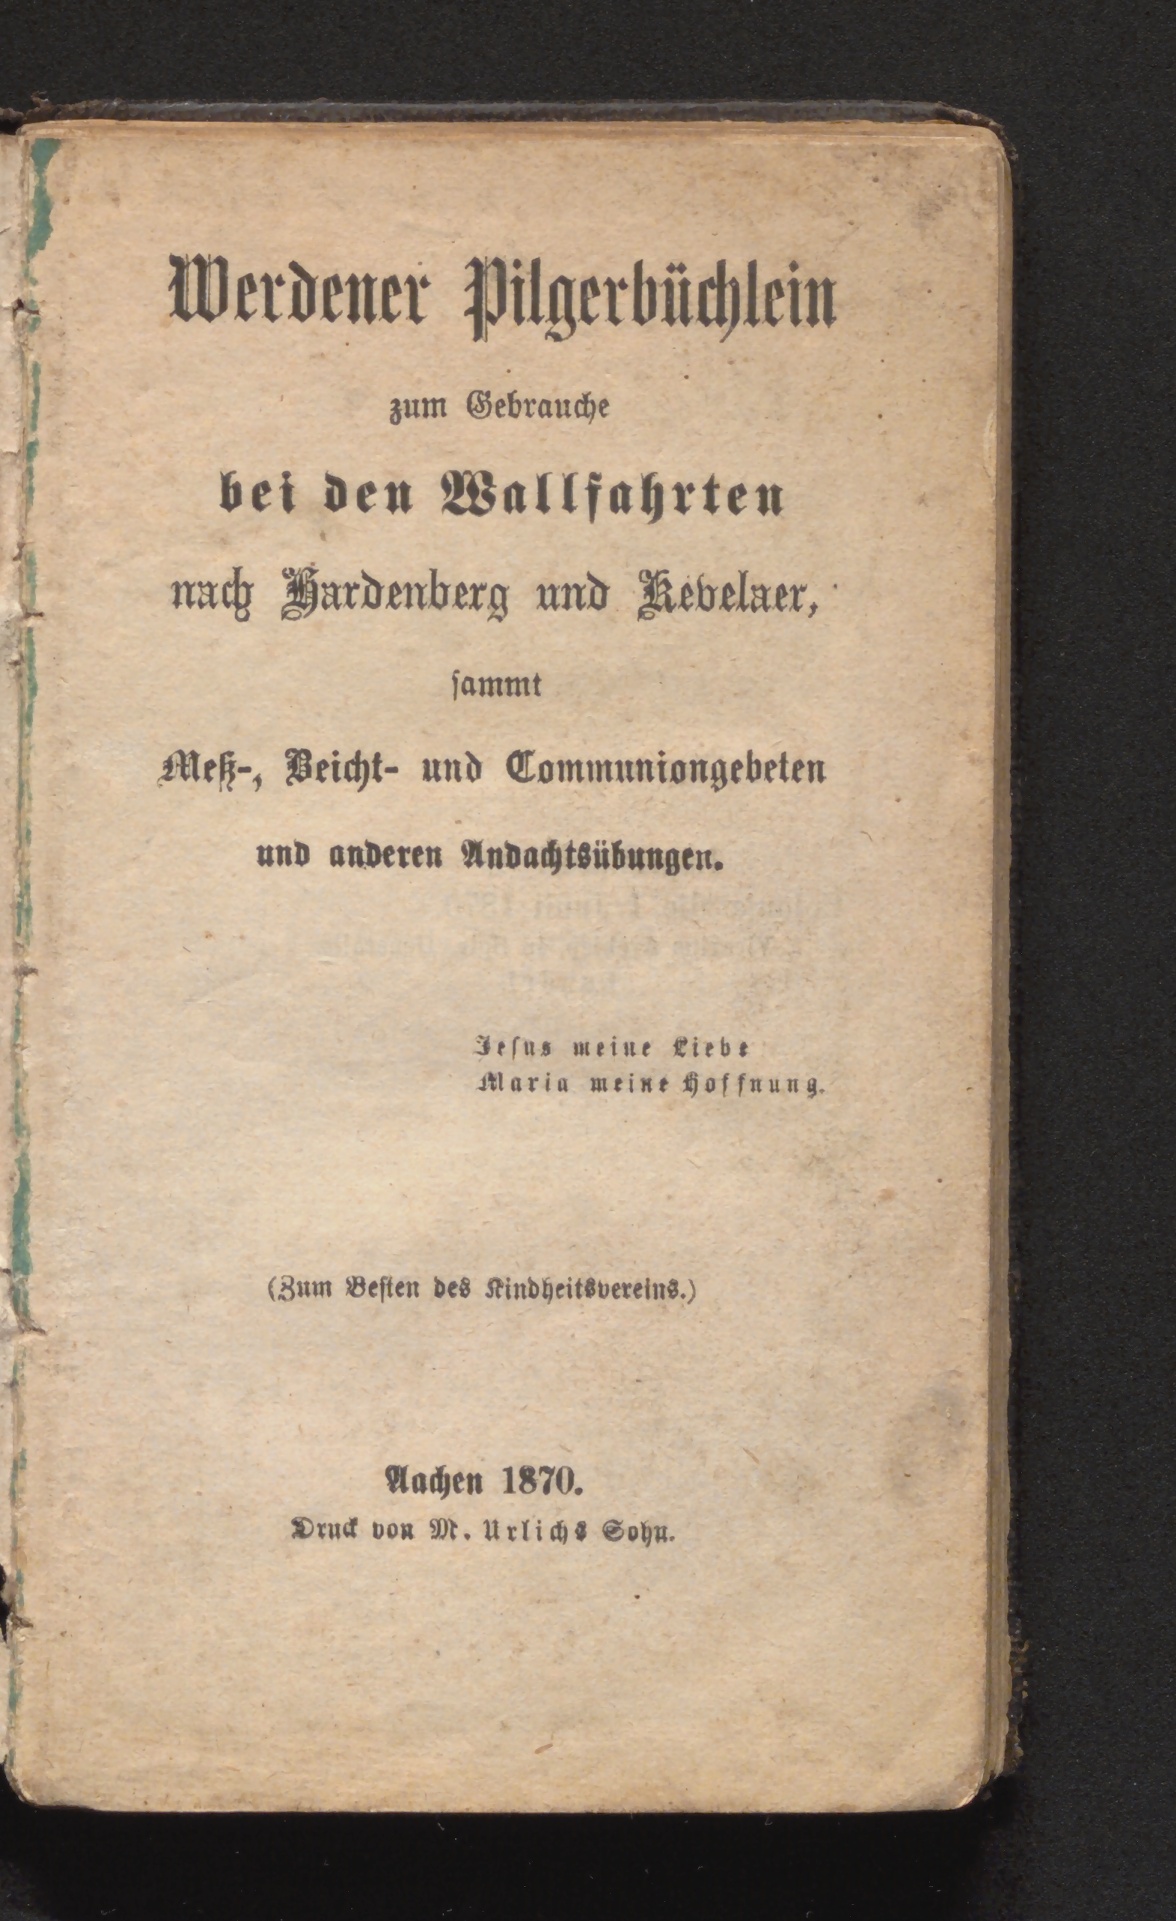 Werdener Pilgerbüchlein
zum Gebrauche
bei den Wallfahrten
nach Hardenberg und Kevelaer,
sammt
Meß-, Beicht- und Communiongebeten
und anderen Andachtsübungen.
Jesus meine Liebe
Maria meine Hoffnung.
(Zum Besten des Kindheitsvereins.)
Aachen 1870.
Druck von M. Urlichs Sohn.